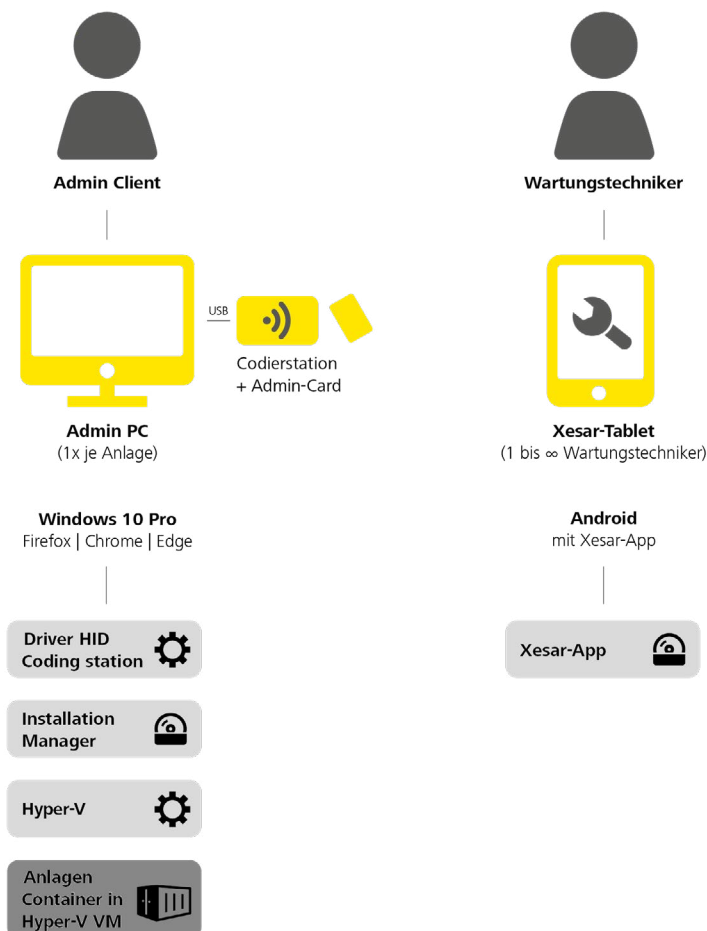 Admin Client
USB
Codierstation
+ Admin-Card
Admin PC
(1x je Anlage)
Windows 10 Pro
Firefox | Chrome | Edge
Driver HID
Coding station
Installation
Manager
Hyper-V
Anlagen
Container in
Hyper-V VM
Wartungstechniker
Xesar-Tablet
(1 bis ∞ Wartungstechniker)
Android
mit Xesar-App
Xesar-App